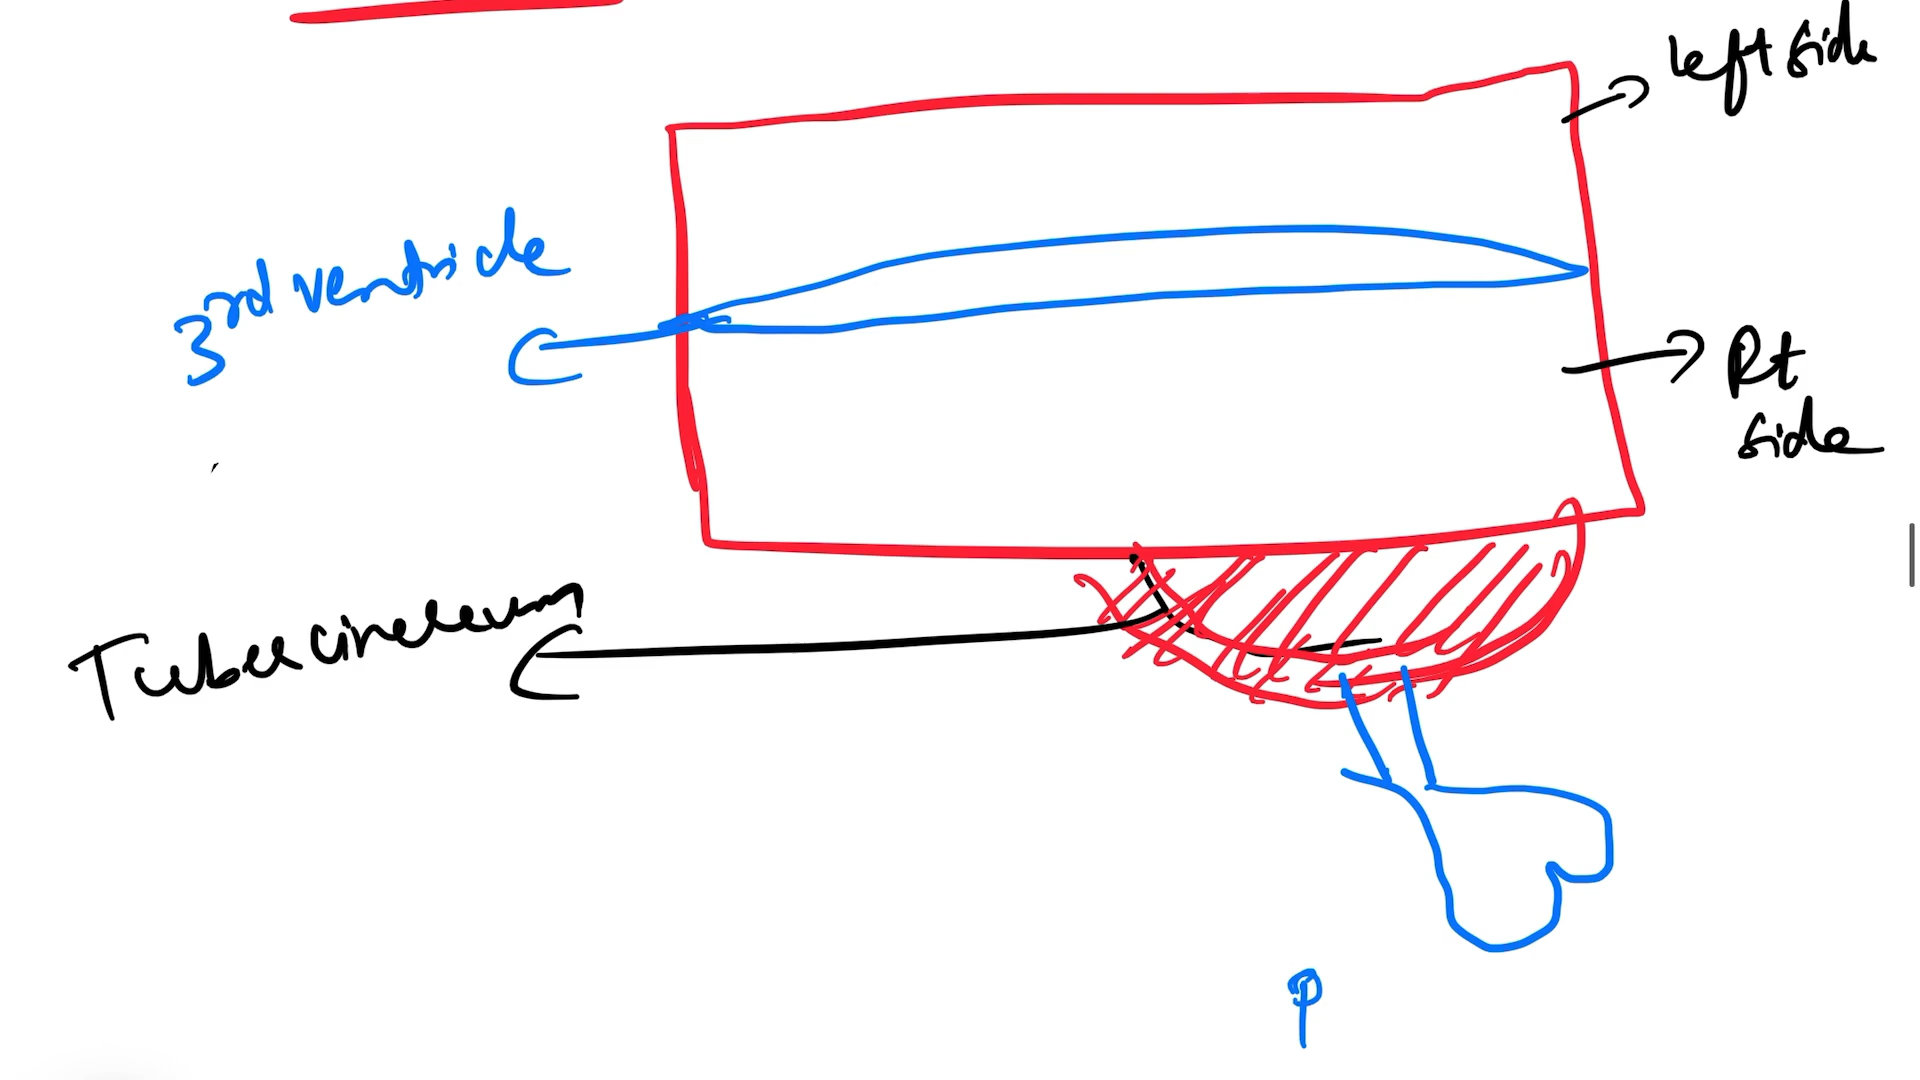 left side
3rd ventricle
Rt
side
Tuber cinereum
P